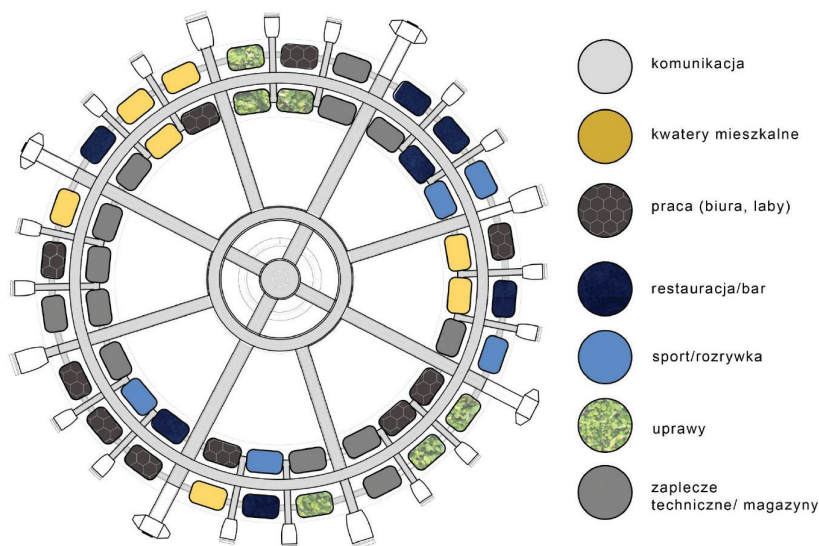 komunikacja
kwatery mieszkalne
praca (biura, laby)
restauracja/bar
sport/rozrywka
uprawy
zaplecze
techniczne/ magazyny